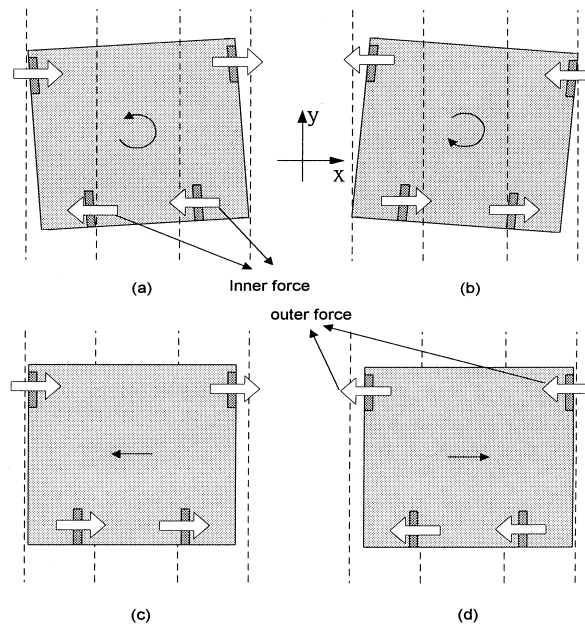 y
x
(a)
(b)
Inner force
outer force
(c)
(d)